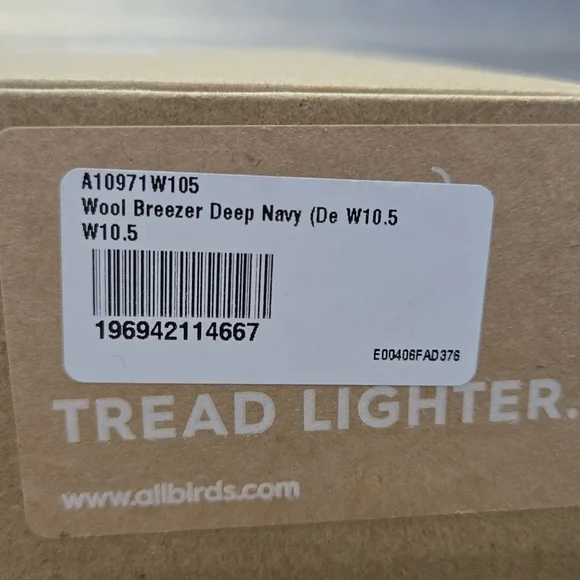 A10971W105
Wool Breezer Deep Navy (De W10.5
W10.5
196942114667
E00406FAD376
TREAD LIGHTER.
www.allbirds.com